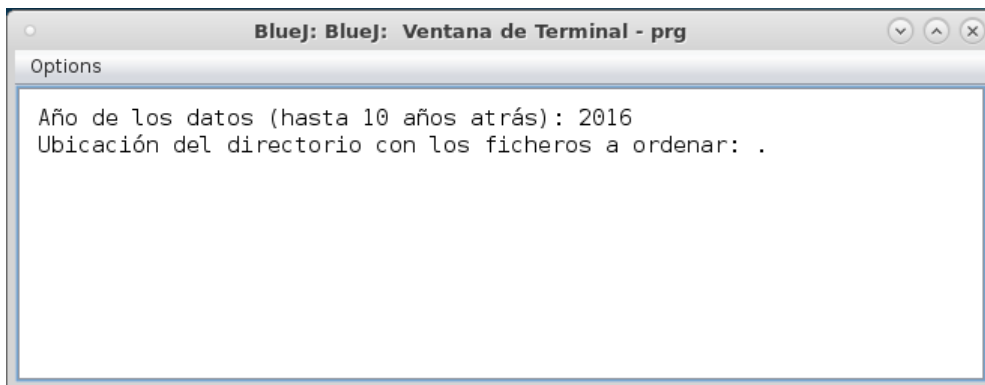 BlueJ: BlueJ: Ventana de Terminal - prg
Options
Año de los datos (hasta 10 años atrás): 2016
Ubicación del directorio con los ficheros a ordenar: .